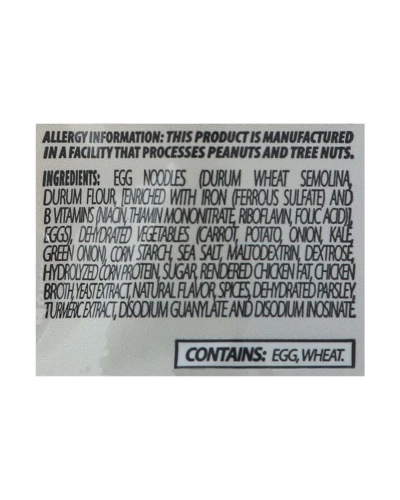 ALLERGY INFORMATION: THIS PRODUCT IS MANUFACTURED
IN A FACILITY THAT PROCESSES PEANUTS AND TREE NUTS.
INGREDIENTS: EGG NOODLES (DURUM WHEAT SEMOLINA,
DURUM FLOUR, [ENRICHED WITH IRON (FERROUS SULFATE) AND
B VITAMINS (NIACIN, THIAMIN MONONITRATE, RIBOFLAVIN, FOLIC ACID)],
EGGS), DEHYDRATED VEGETABLES (CARROT, POTATO, ONION, KALE,
GREEN ONION), CORN STARCH, SEA SALT, MALTODEXTRIN, DEXTROSE,
HYDROLYZED CORN PROTEIN, SUGAR, RENDERED CHICKEN FAT, CHICKEN
BROTH, YEAST EXTRACT, NATURAL FLAVOR, SPICES, DEHYDRATED PARSLEY,
TURMERIC EXTRACT, DISODIUM GUANYLATE AND DISODIUM INOSINATE.
CONTAINS: EGG, WHEAT.